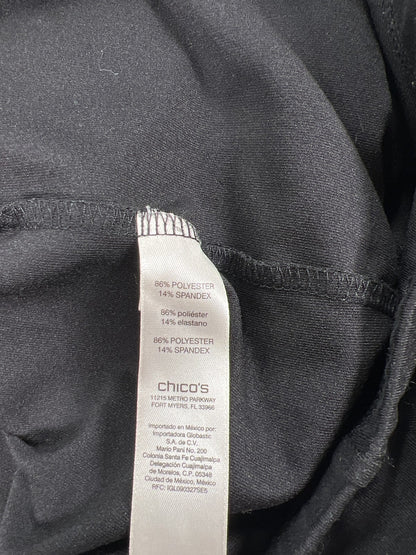 86% POLYESTER
14% SPANDEX
86% poliéster
14% elastano
86% POLYESTER
14% SPANDEX
chico's
11215 METRO PARKWAY
FORT MYERS, FL 33966
Importado en México por:
Importadora Globastic
S.A. de C.V.
Mario Pani No. 200
Colonia Santa Fe Cuajimalpa
Delegación Cuajimalpa
de Morelos, C.P. 05348
Ciudad de México
México
RFC: IGL0903275E5